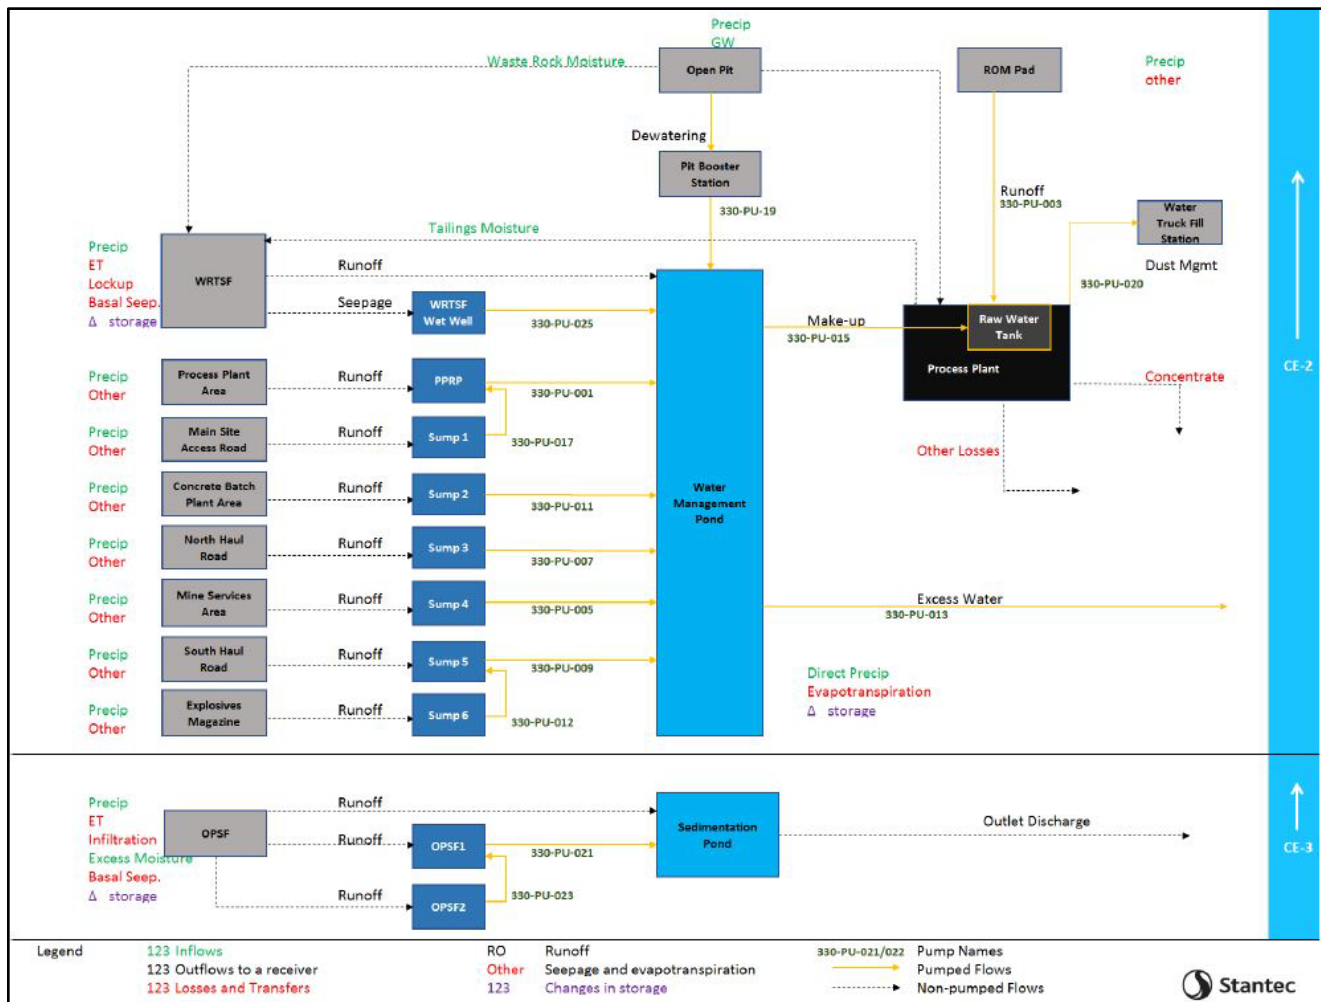 Precip
GW
Waste Rock Moisture
Open Pit
ROM Pad
Precip
other
Dewatering
Pit Booster
Station
Runoff
330-PU-003
330-PU-19
Water
Truck Fill
Station
Tailings Moisture
Precip
ET
Lockup
Basal Seep.
Δ storage
WRTSF
Runoff
Dust Mgmt
330-PU-020
Seepage
WRTSF
Wet Well
330-PU-025
Make-up
330-PU-015
Raw Water
Tank
Process Plant
CE-2
Precip
Other
Process Plant
Area
Runoff
PPRP
330-PU-001
Concentrate
Precip
Other
Main Site
Access Road
Runoff
Sump 1
330-PU-017
Other Losses
Precip
Other
Concrete Batch
Plant Area
Runoff
Sump 2
330-PU-011
Water
Management
Pond
Precip
Other
North Haul
Road
Runoff
Sump 3
330-PU-007
Precip
Other
Mine Services
Area
Runoff
Sump 4
330-PU-005
Excess Water
330-PU-013
Precip
Other
South Haul
Road
Runoff
Sump 5
330-PU-009
Direct Precip
Evapotranspiration
Δ storage
Precip
Other
Explosives
Magazine
Runoff
Sump 6
330-PU-012
Precip
ET
Infiltration
Excess Moisture
Basal Seep.
Δ storage
OPSF
Runoff
Runoff
OPSF1
330-PU-021
Sedimentation
Pond
Outlet Discharge
CE-3
Runoff
OPSF2
330-PU-023
Legend
123 Inflows
123 Outflows to a receiver
123 Losses and Transfers
RO Runoff
Other Seepage and evapotranspiration
123 Changes in storage
330-PU-021/022 Pump Names
Pumped Flows
Non-pumped Flows
Stantec